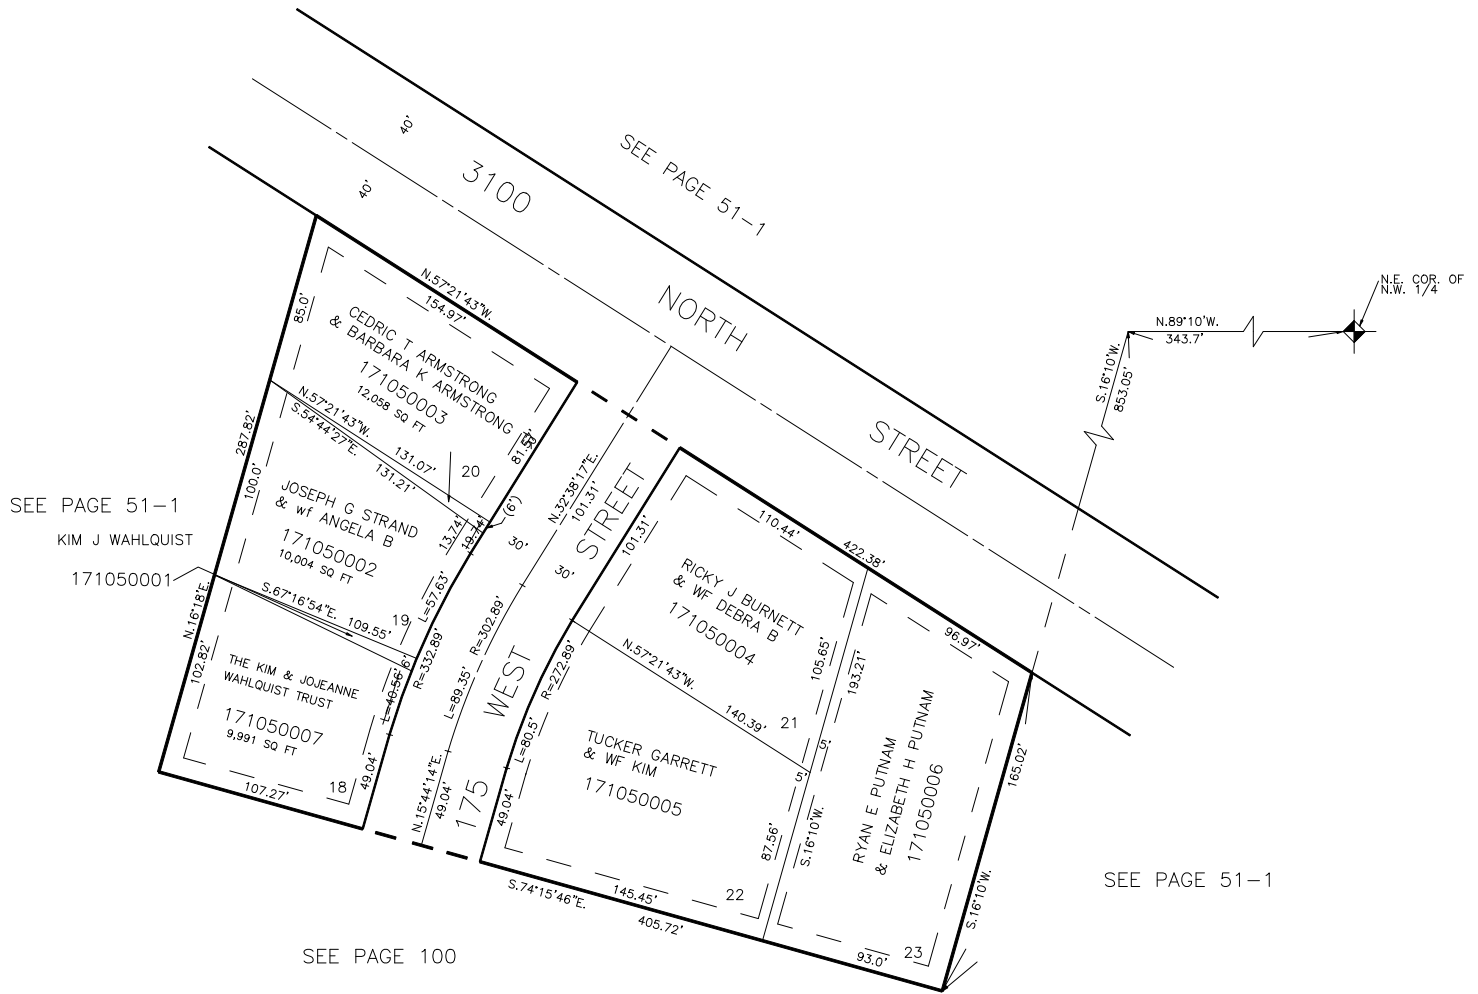 40'
40'
3100
NORTH
STREET
SEE PAGE 51-1
N.E. COR. OF
N.W. 1/4
N.89°10'W.
343.7'
S.16°10'W.
853.05'
N.57°21'43"W.
154.97'
85.0'
CEDRIC T ARMSTRONG
& BARBARA K ARMSTRONG
171050003
12,058 SQ FT
N.57°21'43"W.
131.07'
S.54°44'27"E.
131.21'
20
(6')
13.74'
19.74'
287.82'
100.0'
JOSEPH G STRAND
& wf ANGELA B
171050002
10,004 SQ FT
SEE PAGE 51-1
KIM J WAHLQUIST
171050001
S.67°16'54"E.
109.55'
19
L=57.63'
R=332.89'
6'
L=40.56'
N.16°18'E.
102.82'
THE KIM & JOJEANNE
WAHLQUIST TRUST
171050007
9,991 SQ FT
18
49.04'
107.27'
N.32°38'17"E.
101.31'
30'
30'
R=302.89'
L=89.35'
N.15°44'14"E.
49.04'
175
WEST
STREET
101.31'
R=272.89'
L=80.5'
49.04'
110.44'
422.38'
96.97'
RICKY J BURNETT
& WF DEBRA B
171050004
105.65'
193.21'
N.57°21'43"W.
140.39'
21
5'
5'
TUCKER GARRETT
& WF KIM
171050005
87.56'
S.16°10'W.
22
145.45'
S.74°15'46"E.
405.72'
RYAN E PUTNAM
& ELIZABETH H PUTNAM
171050006
165.02'
S.16°10'W.
23
93.0'
SEE PAGE 51-1
SEE PAGE 100